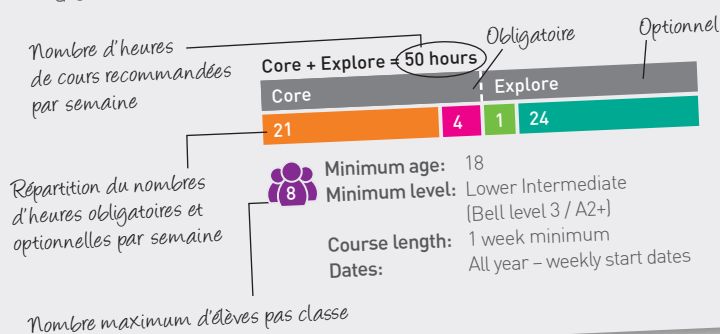 Nombre d'heures
de cours recommandées
par semaine
Obligatoire
Optionnel
Core + Explore = 50 hours
Core
Explore
21
4
1
24
Répartition du nombres
d'heures obligatoires et
optionnelles par semaine
8
Minimum age: 18
Minimum level: Lower Intermediate
(Bell level 3 / A2+)
Course length: 1 week minimum
Dates: All year – weekly start dates
Nombre maximum d'élèves pas classe